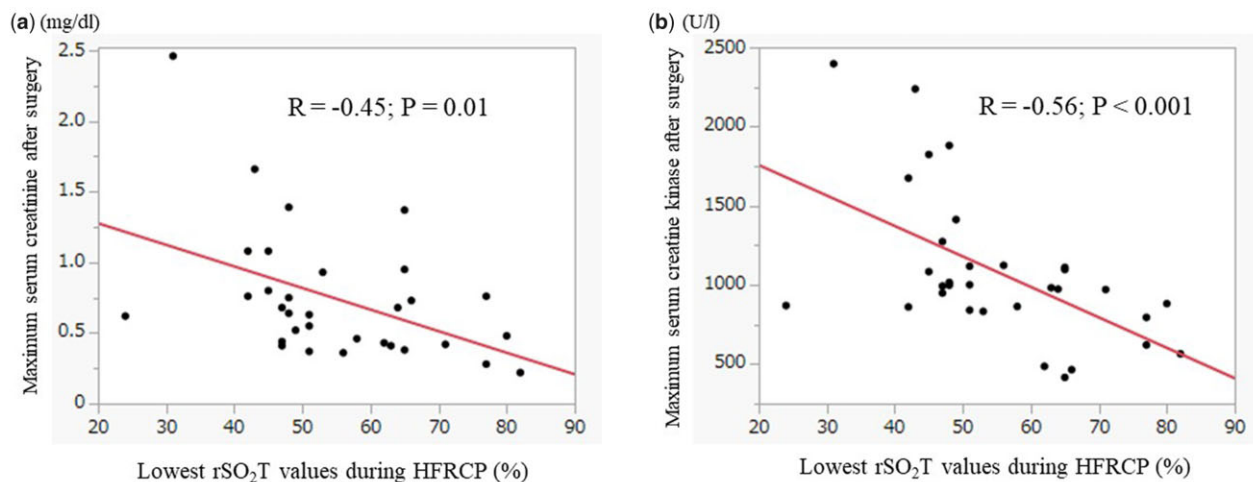 (a) (mg/dl)
Maximum serum creatinine after surgery
2.5
2.0
1.5
1.0
0.5
0
R = -0.45; P = 0.01
20 30 40 50 60 70 80 90
Lowest rSO₂T values during HFRCP (%)
(b) (U/l)
Maximum serum creatine kinase after surgery
2500
2000
1500
1000
500
R = -0.56; P < 0.001
20 30 40 50 60 70 80 90
Lowest rSO₂T values during HFRCP (%)